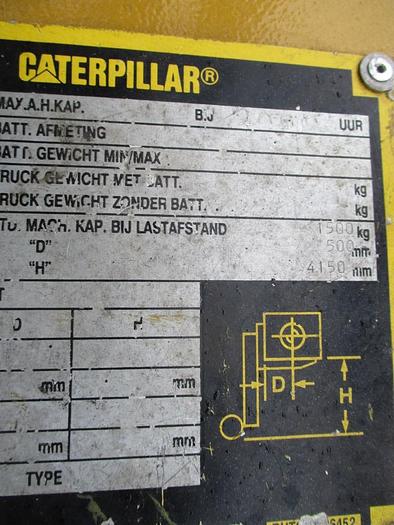 CATERPILLAR®
MAX.A.H.KAP. B.J UUR
BATT. AFMETING
BATT. GEWICHT MIN/MAX
TRUCK GEWICHT MET BATT. kg
TRUCK GEWICHT ZONDER BATT. kg
MACH. KAP. BIJ LASTAFSTAND 1500 kg
"D" 500 mm
"H" 4150 mm
D H
mm mm
mm mm
TYPE
D
H
6452